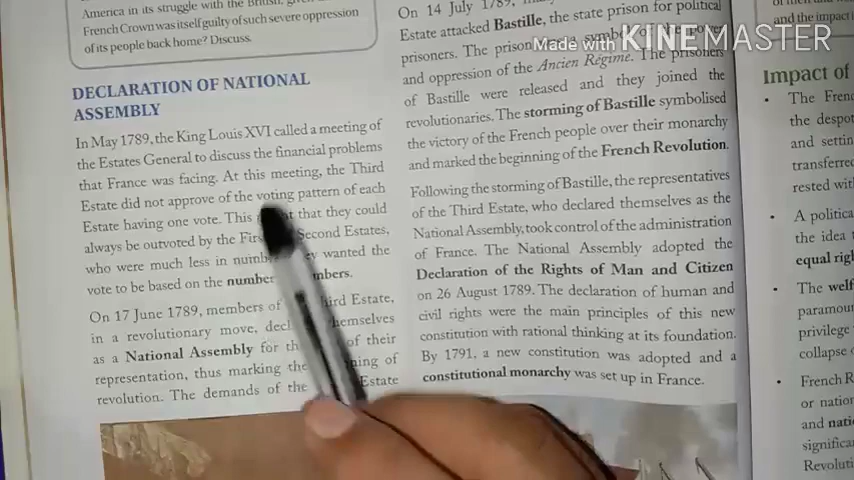 America in its struggle with the British, given
French Crown was itself guilty of such severe oppression
of its people back home? Discuss.
DECLARATION OF NATIONAL
ASSEMBLY
In May 1789, the King Louis XVI called a meeting of
the Estates General to discuss the financial problems
that France was facing. At this meeting, the Third
Estate did not approve of the voting pattern of each
Estate having one vote. This that they could
always be outvoted by the Second Estates,
who were much less in wanted the
vote to be based on the number
On 17 June 1789, members of Third Estate,
in a revolutionary move, themselves
as a National Assembly for of their
representation, thus marking the of
revolution. The demands of the Estate
On 14 July 1789,
Estate attacked Bastille, the state prison for political
prisoners. The prison
and oppression of the Ancien Régime. The prisoners
of Bastille were released and they joined the
revolutionaries. The storming of Bastille symbolised
the victory of the French people over their monarchy
and marked the beginning of the French Revolution.
Following the storming of Bastille, the representatives
of the Third Estate, who declared themselves as the
National Assembly, took control of the administration
of France. The National Assembly adopted the
Declaration of the Rights of Man and Citizen
on 26 August 1789. The declaration of human and
civil rights were the main principles of this new
constitution with rational thinking at its foundation.
By 1791, a new constitution was adopted and a
constitutional monarchy was set up in France.
Made with KINEMASTER
and the impact
Impact of
• The
the despot
and
transferred
rested
• A
the idea
equal
• The
paramount
privilege
collapse
• French
or
and